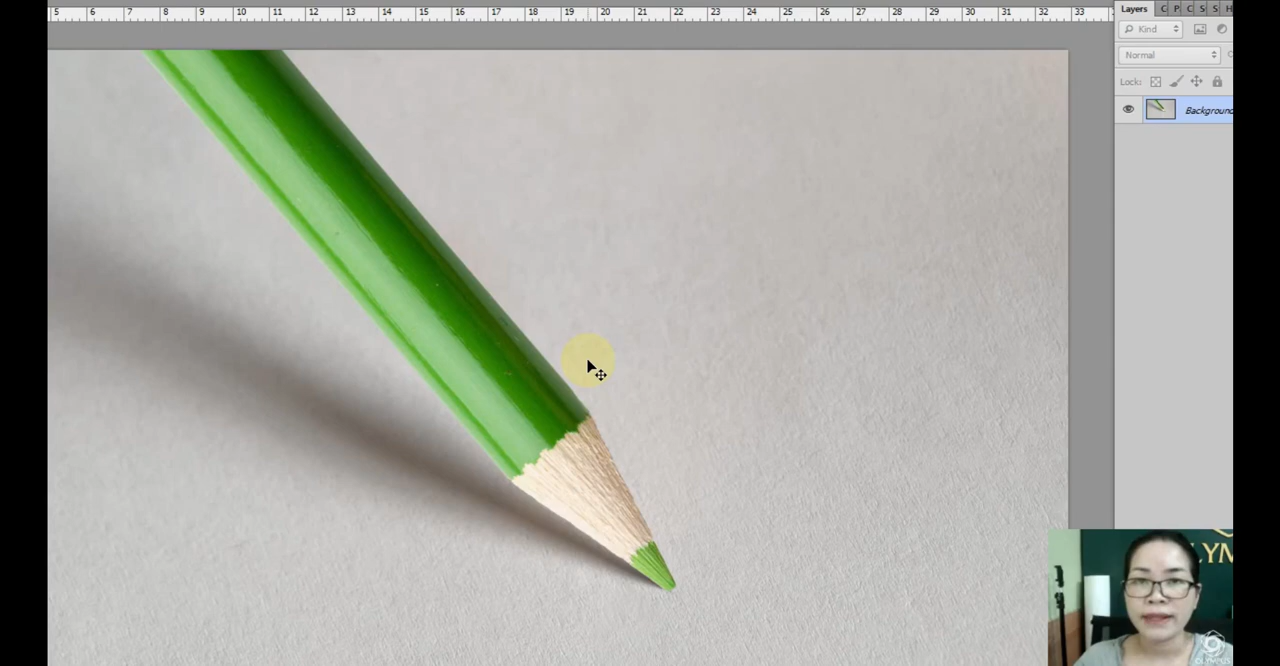 5 6 7 8 9 10 11 12 13 14 15 16 17 18 19 20 21 22 23 24 25 26 27 28 29 30 31 32 33
Layers C P C S S H
Kind
Normal
Lock:
Background
OLYMPUS